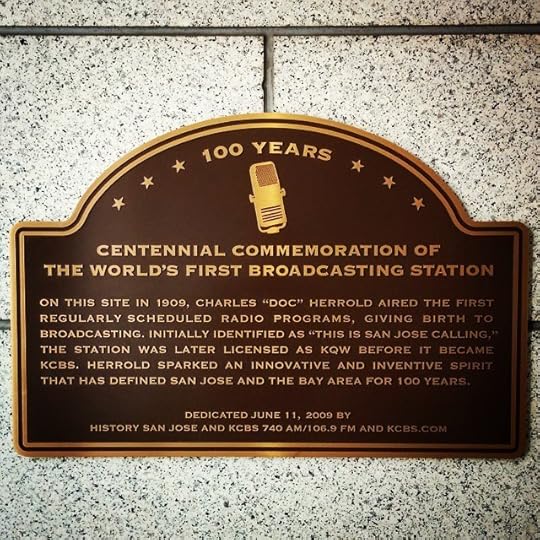 100 YEARS
CENTENNIAL COMMEMORATION OF
THE WORLD'S FIRST BROADCASTING STATION
ON THIS SITE IN 1909, CHARLES "DOC" HERROLD AIRED THE FIRST
REGULARLY SCHEDULED RADIO PROGRAMS, GIVING BIRTH TO
BROADCASTING. INITIALLY IDENTIFIED AS "THIS IS SAN JOSE CALLING,"
THE STATION WAS LATER LICENSED AS KQW BEFORE IT BECAME
KCBS. HERROLD SPARKED AN INNOVATIVE AND INVENTIVE SPIRIT
THAT HAS DEFINED SAN JOSE AND THE BAY AREA FOR 100 YEARS.
DEDICATED JUNE 11, 2009 BY
HISTORY SAN JOSE AND KCBS 740 AM/106.9 FM AND KCBS.COM